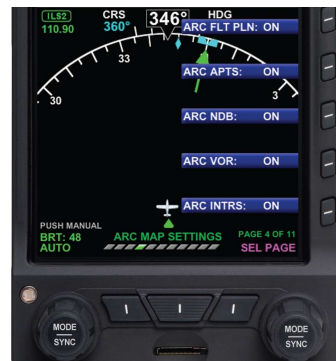 ILS2 CRS 346° HDG
110.90 360°
ARC FLT PLN: ON
33
ARC APTS: ON
30 3
ARC NDB: ON
ARC VOR: ON
ARC INTRS: ON
PUSH MANUAL
BRT: 48 ARC MAP SETTINGS PAGE 4 OF 11
AUTO SEL PAGE
MODE
SYNC
MODE
SYNC